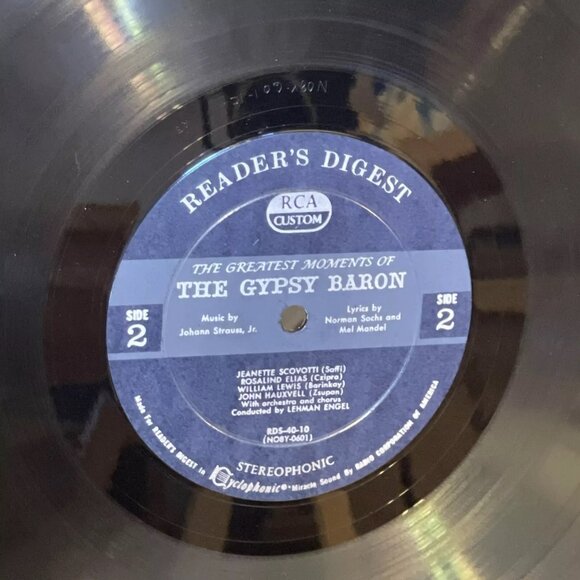 READER'S DIGEST
RCA
CUSTOM
THE GREATEST MOMENTS OF
THE GYPSY BARON
SIDE
2
Music by
Johann Strauss, Jr.
Lyrics by
Norman Sachs and
Mel Mandel
SIDE
2
JEANETTE SCOVOTTI (Saffi)
ROSALIND ELIAS (Czipra)
WILLIAM LEWIS (Barinkay)
JOHN HAUXVELL (Zsupan)
With orchestra and chorus
Conducted by LEHMAN ENGEL
RDS-40-10
(NO8Y-0601)
STEREOPHONIC
Made For READER'S DIGEST in Cyclophonic® • Miracle Sound By RADIO CORPORATION OF AMERICA